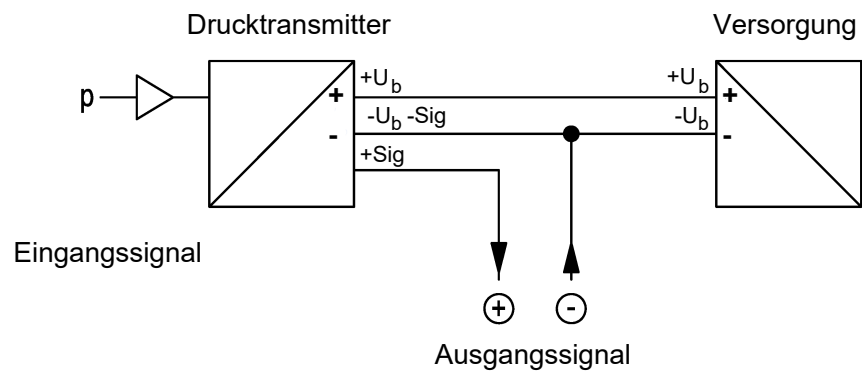 Drucktransmitter
Versorgung
p
+U_b
+U_b
+
+
-U_b -Sig
-U_b
-
-
+Sig
Eingangssignal
+
-
Ausgangssignal